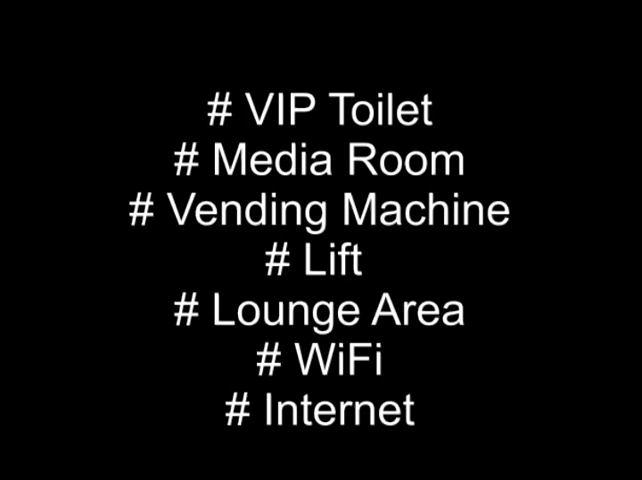 # VIP Toilet
# Media Room
# Vending Machine
# Lift
# Lounge Area
# WiFi
# Internet